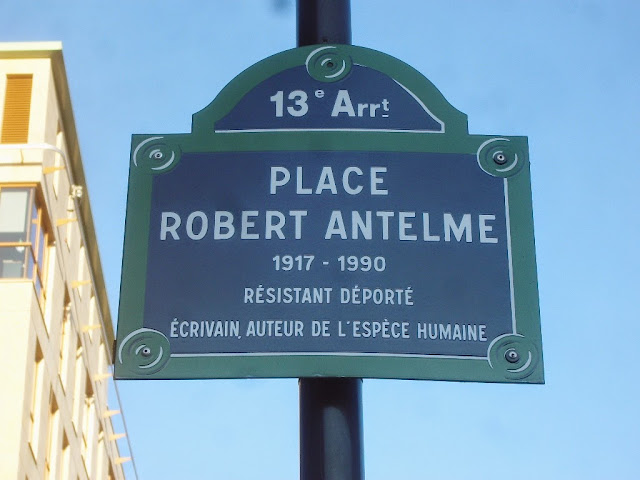 13e Arrt
PLACE
ROBERT ANTELME
1917 - 1990
RÉSISTANT DÉPORTÉ
ÉCRIVAIN, AUTEUR DE L'ESPÈCE HUMAINE